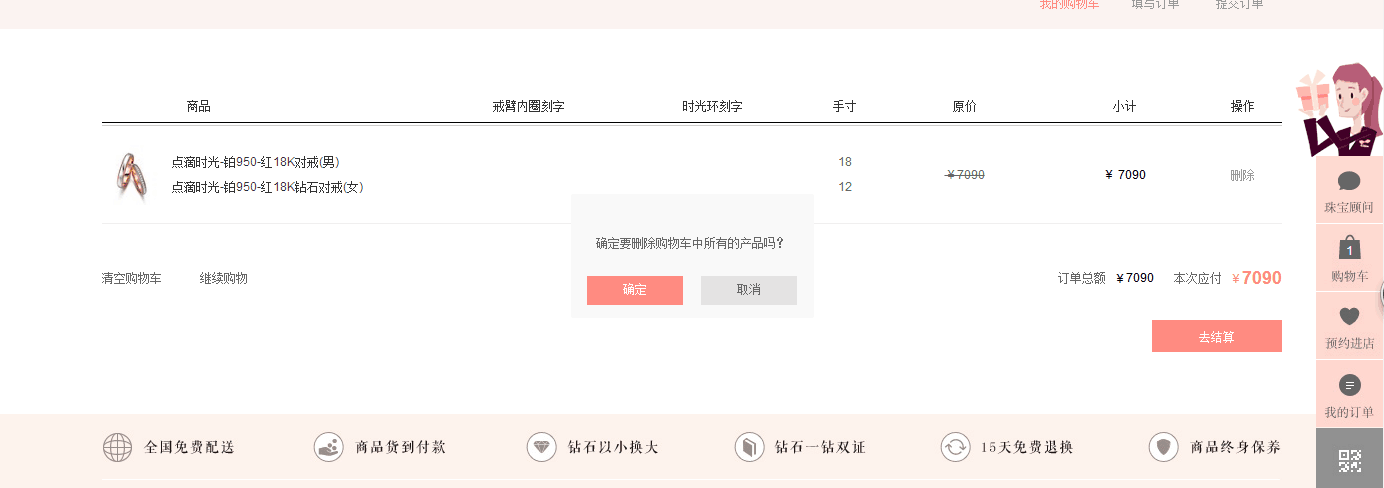 我的购物车 填写订单 提交订单
商品 戒臂内圈刻字 时光环刻字 手寸 原价 小计 操作
点滴时光-铂950-红18K对戒(男) 18
点滴时光-铂950-红18K钻石对戒(女) 12
￥7090 ￥ 7090 删除
珠宝顾问
确定要删除购物车中所有的产品吗?
1
购物车
清空购物车 继续购物 订单总额 ￥7090 本次应付 ￥7090
确定 取消
去结算
预约进店
我的订单
全国免费配送 商品货到付款 钻石以小换大 钻石一钻双证 15天免费退换 商品终身保养